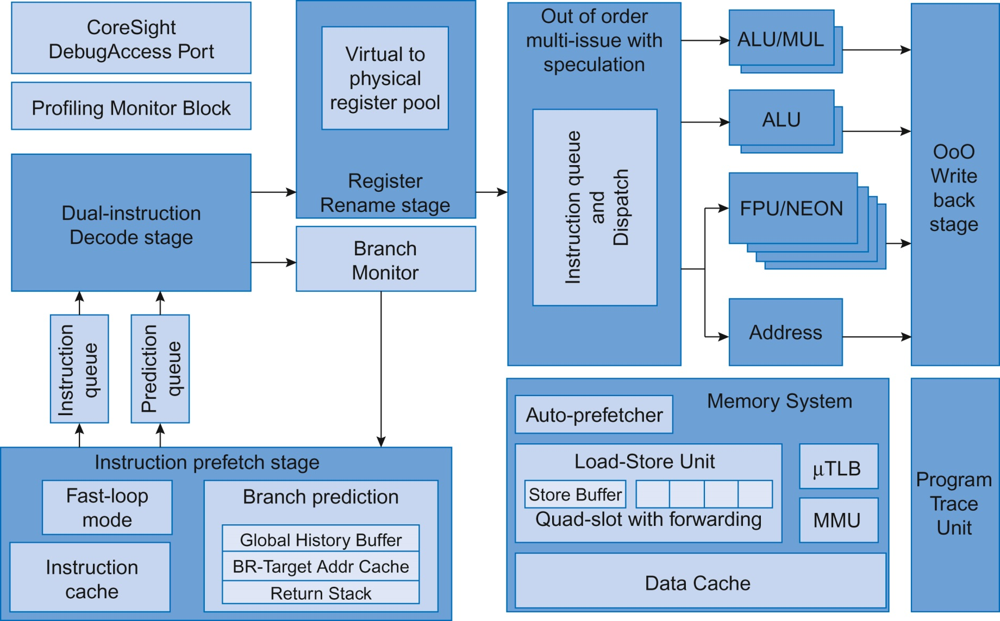 CoreSight
DebugAccess Port
Profiling Monitor Block
Dual-instruction
Decode stage
Virtual to
physical
register pool
Register
Rename stage
Branch
Monitor
Out of order
multi-issue with
speculation
Instruction queue
and
Dispatch
ALU/MUL
ALU
FPU/NEON
Address
OoO
Write
back
stage
Instruction
queue
Prediction
queue
Instruction prefetch stage
Fast-loop
mode
Instruction
cache
Branch prediction
Global History Buffer
BR-Target Addr Cache
Return Stack
Memory System
Auto-prefetcher
Load-Store Unit
Store Buffer
Quad-slot with forwarding
μTLB
MMU
Data Cache
Program
Trace
Unit